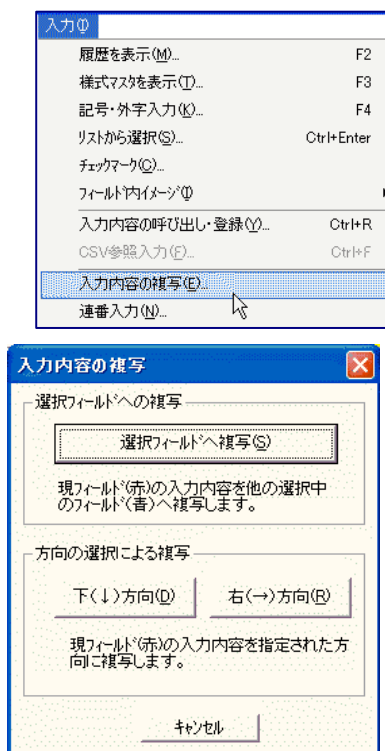 入力(I)
履歴を表示(M)... F2
様式マスタを表示(T)... F3
記号・外字入力(K)... F4
リストから選択(S)... Ctrl+Enter
チェックマーク(C)...
フィールド内イメージ(I)
入力内容の呼び出し・登録(Y)... Ctrl+R
CSV参照入力(F)... Ctrl+F
入力内容の複写(E)...
連番入力(N)...
入力内容の複写
選択フィールドへの複写
選択フィールドへ複写(S)
現フィールド(赤)の入力内容を他の選択中
のフィールド(青)へ複写します。
方向の選択による複写
下(↓)方向(D) 右(→)方向(R)
現フィールド(赤)の入力内容を指定された方
向に複写します。
キャンセル